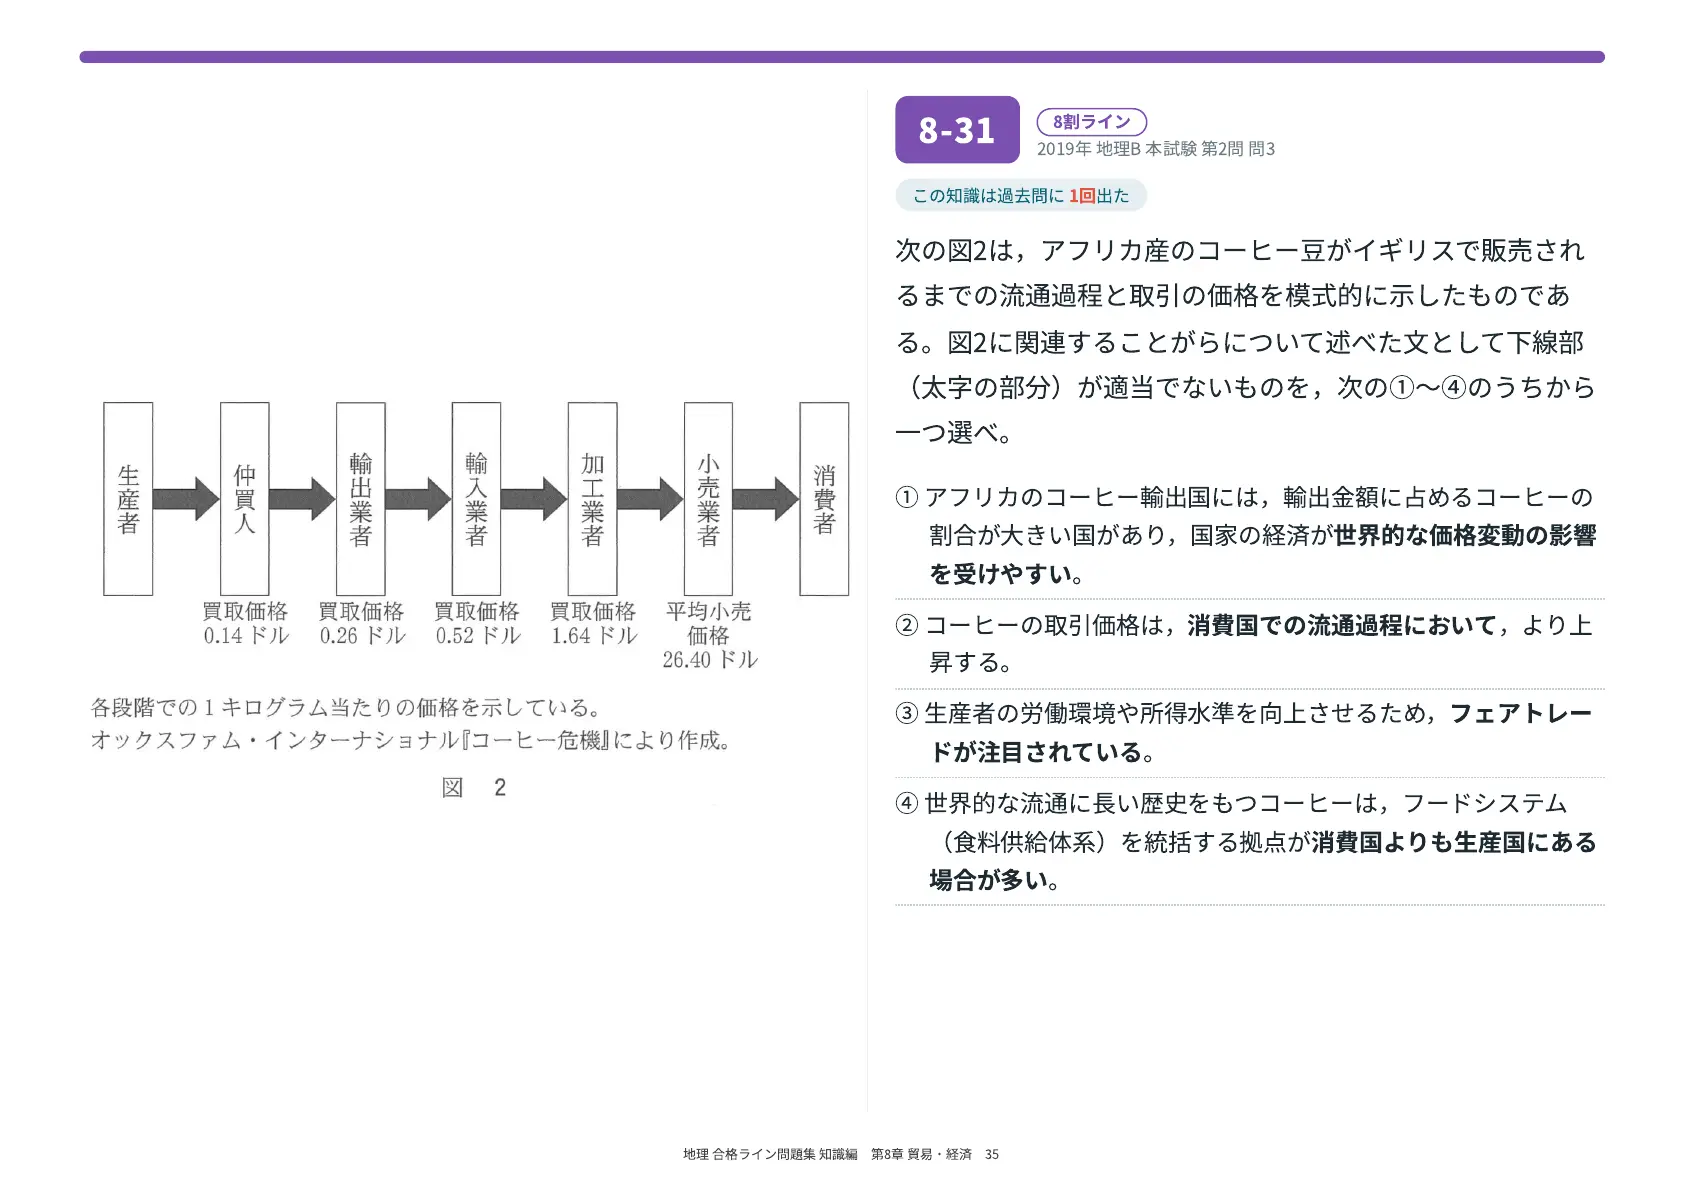 生産者
仲買人
輸出業者
輸入業者
加工業者
小売業者
消費者
買取価格
0.14ドル
買取価格
0.26ドル
買取価格
0.52ドル
買取価格
1.64ドル
平均小売
価格
26.40ドル
各段階での1キログラム当たりの価格を示している。
オックスファム・インターナショナル『コーヒー危機』により作成。
図 2
8-31
8割ライン
2019年 地理B 本試験 第2問 問3
この知識は過去問に 1回出た
次の図2は，アフリカ産のコーヒー豆がイギリスで販売され
るまでの流通過程と取引の価格を模式的に示したものであ
る。図2に関連することがらについて述べた文として下線部
（太字の部分）が適当でないものを，次の①～④のうちから
一つ選べ。
① アフリカのコーヒー輸出国には，輸出金額に占めるコーヒーの
割合が大きい国があり，国家の経済が世界的な価格変動の影響
を受けやすい。
② コーヒーの取引価格は，消費国での流通過程において，より上
昇する。
③ 生産者の労働環境や所得水準を向上させるため，フェアトレー
ドが注目されている。
④ 世界的な流通に長い歴史をもつコーヒーは，フードシステム
（食料供給体系）を統括する拠点が消費国よりも生産国にある
場合が多い。
地理 合格ライン問題集 知識編 第8章 貿易・経済 35